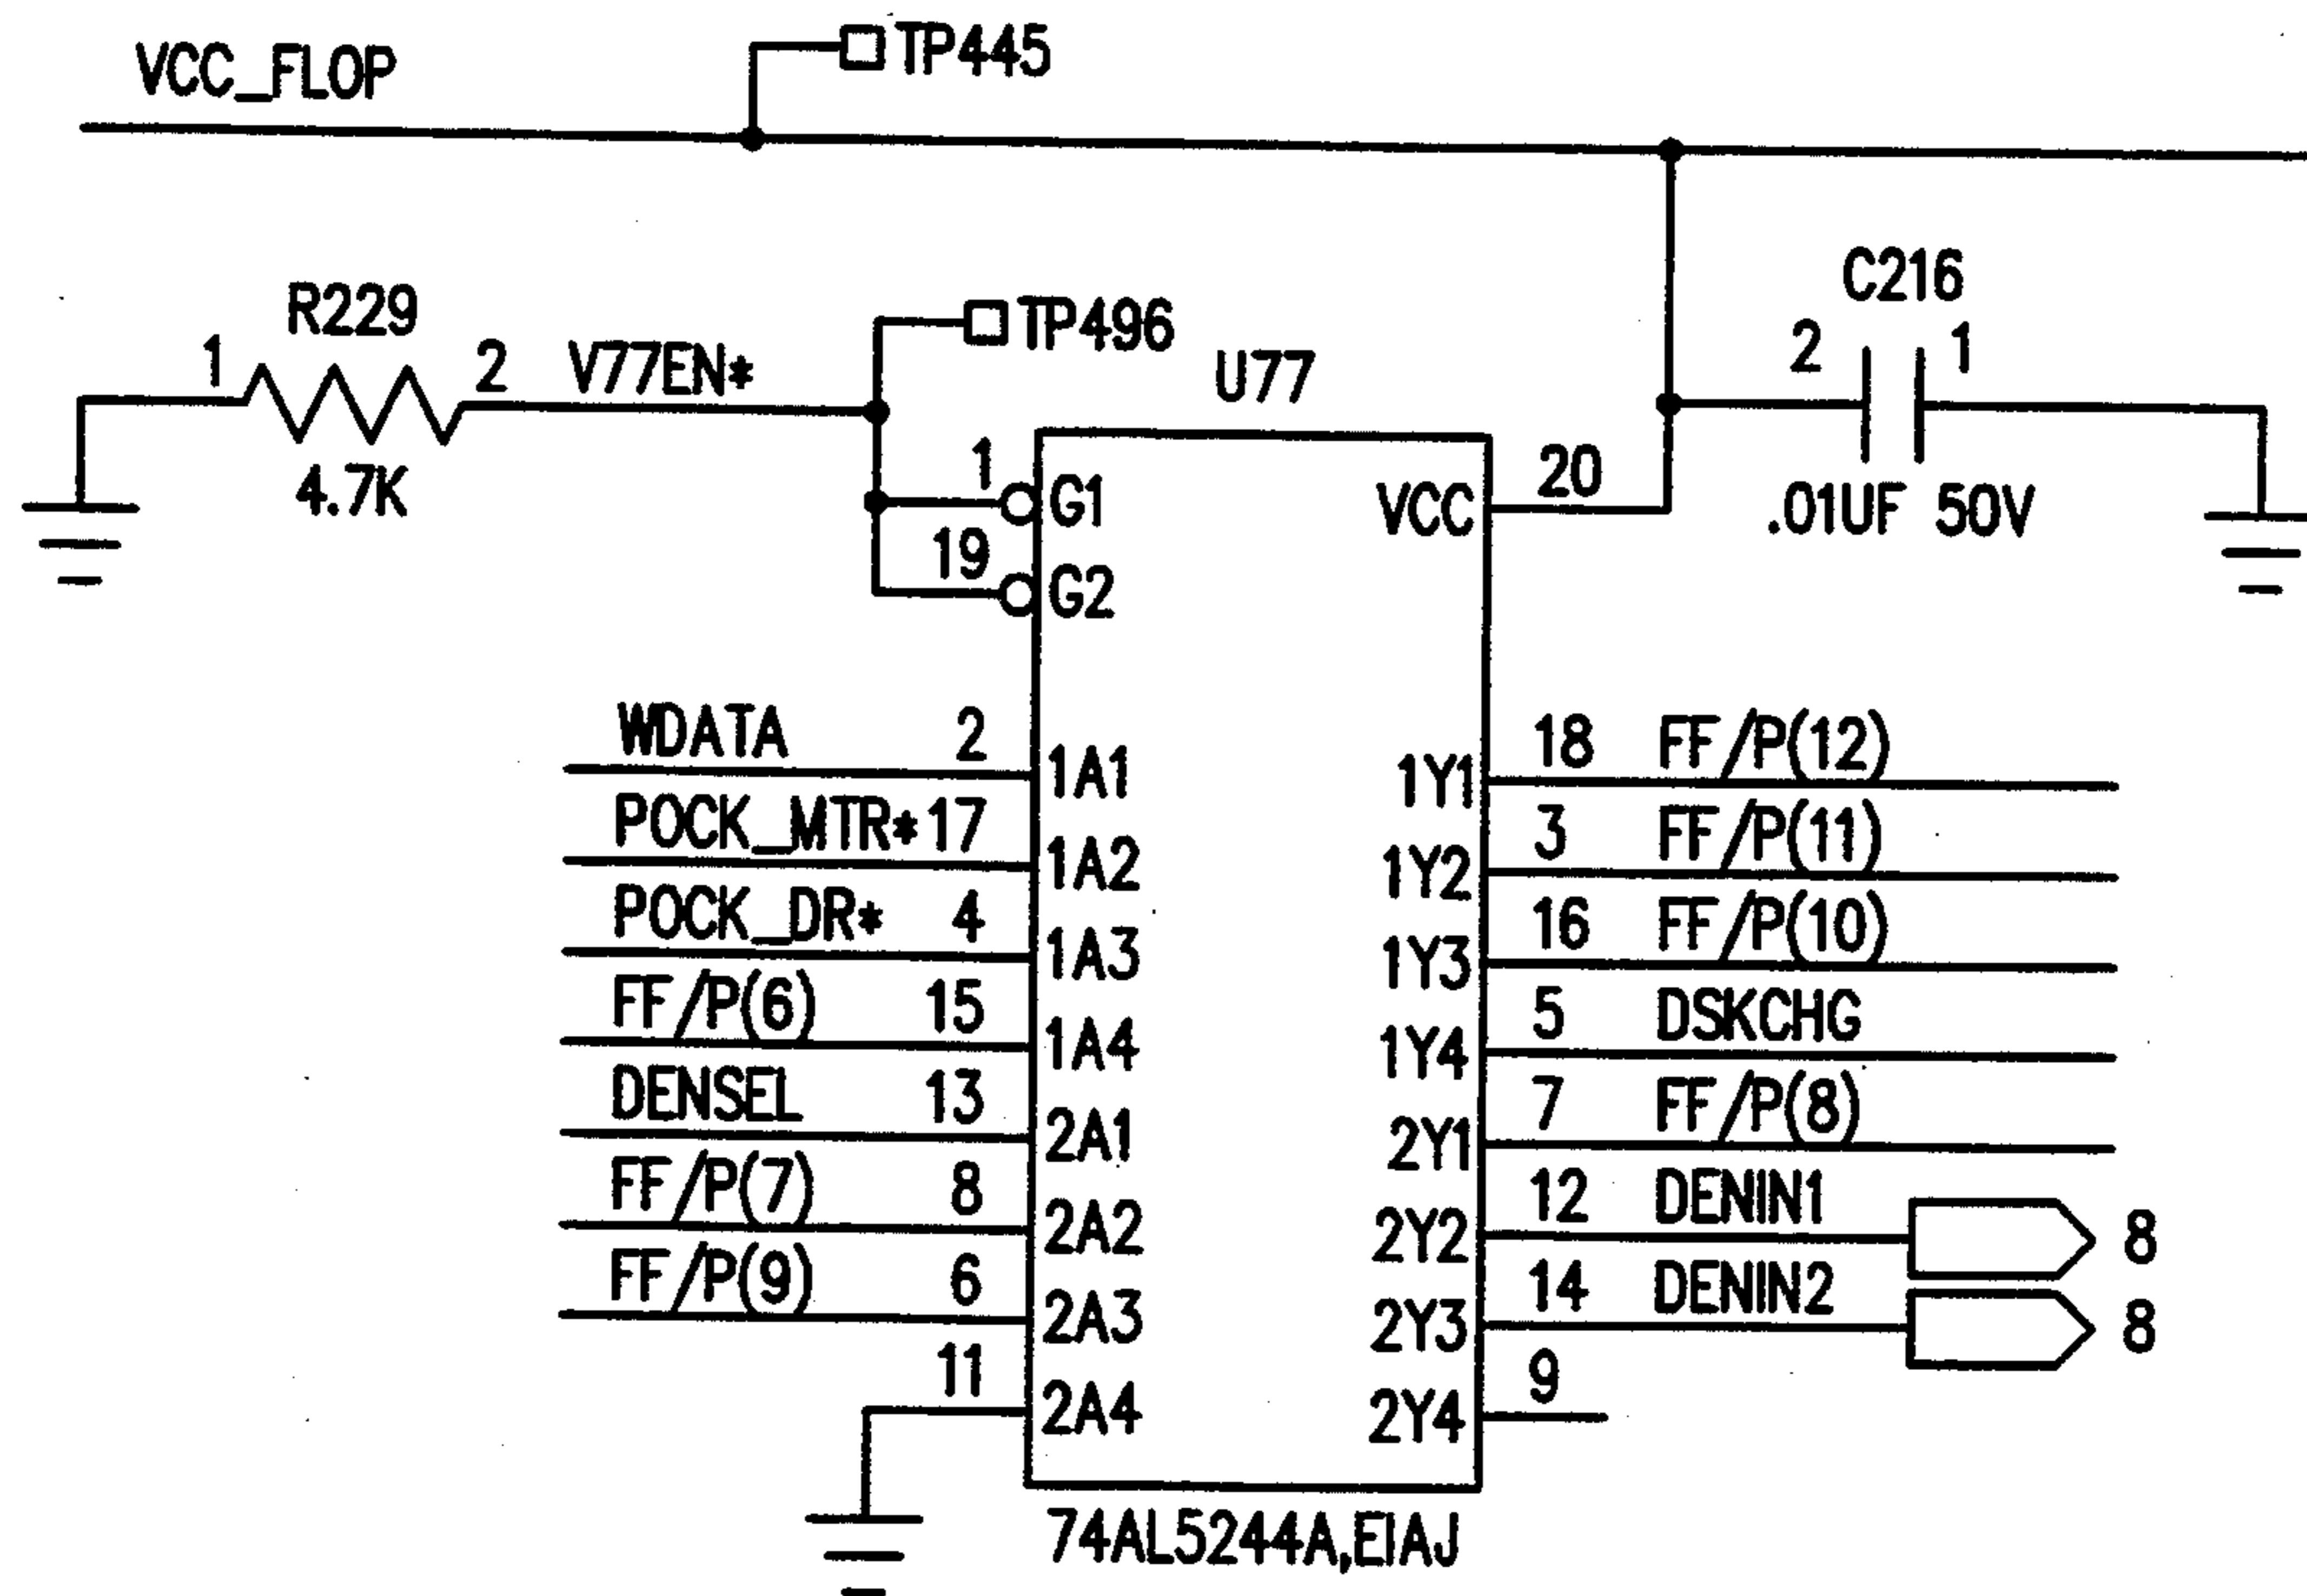 TP445
VCC_FLOP
C216
R229
TP496
1 2 V77EN*
U77
2 1
4.7K
1 G1
VCC 20
.01UF 50V
19 G2
WDATA 2 1A1
1Y1 18 FF/P(12)
POCK_MTR* 17 1A2
1Y2 3 FF/P(11)
POCK_DR* 4 1A3
1Y3 16 FF/P(10)
FF/P(6) 15 1A4
1Y4 5 DSKCHG
DENSEL 13 2A1
2Y1 7 FF/P(8)
FF/P(7) 8 2A2
2Y2 12 DENIN1 8
FF/P(9) 6 2A3
2Y3 14 DENIN2 8
11 2A4
2Y4 9
74AL5244A,EIAJ